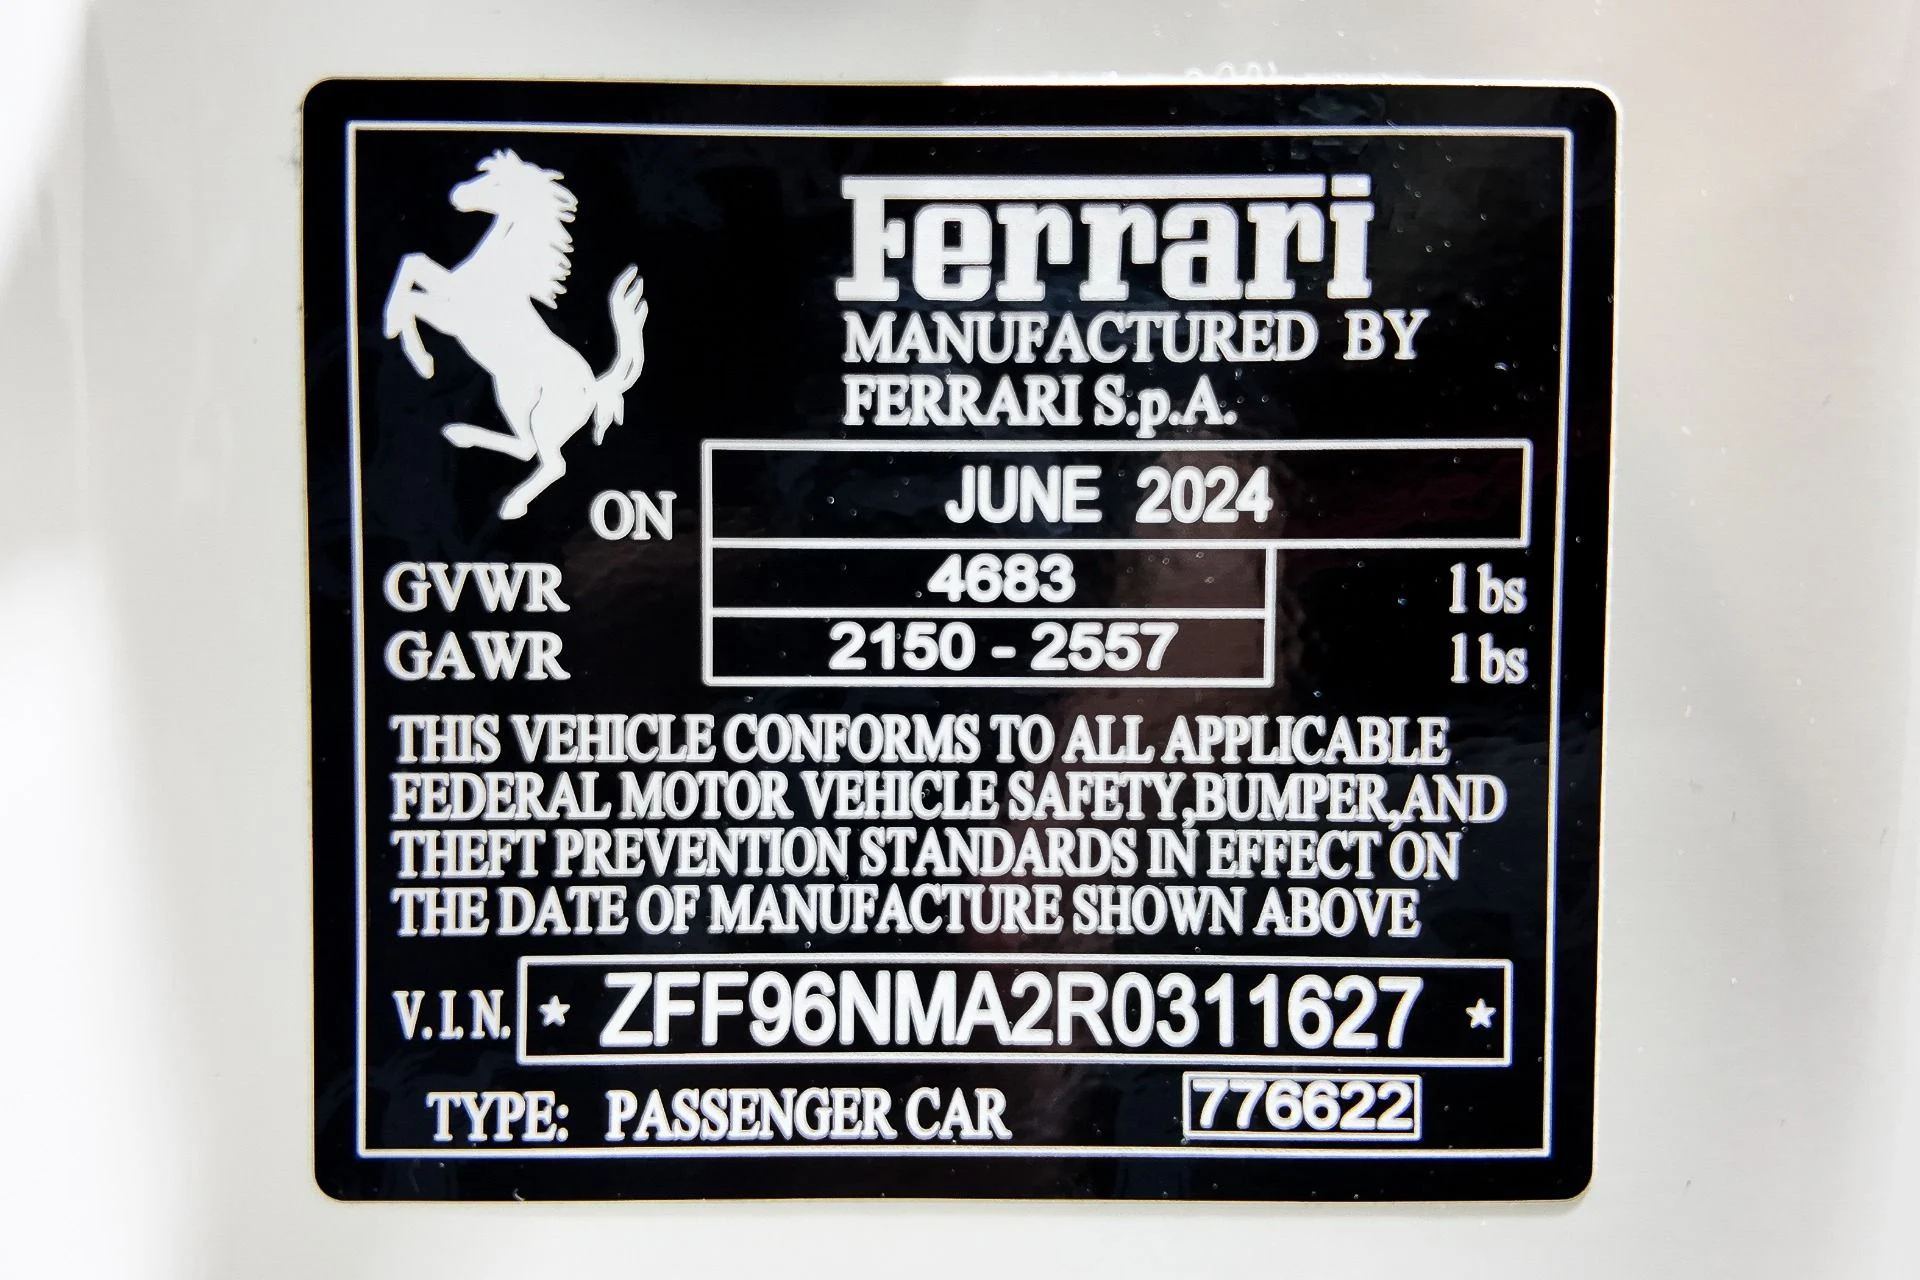 Ferrari
MANUFACTURED BY
FERRARI S.p.A.
ON JUNE 2024
GVWR 4683 lbs
GAWR 2150 - 2557 lbs
THIS VEHICLE CONFORMS TO ALL APPLICABLE
FEDERAL MOTOR VEHICLE SAFETY,BUMPER,AND
THEFT PREVENTION STANDARDS IN EFFECT ON
THE DATE OF MANUFACTURE SHOWN ABOVE
V.I.N. ★ ZFF96NMA2R0311627 ★
TYPE: PASSENGER CAR 776622